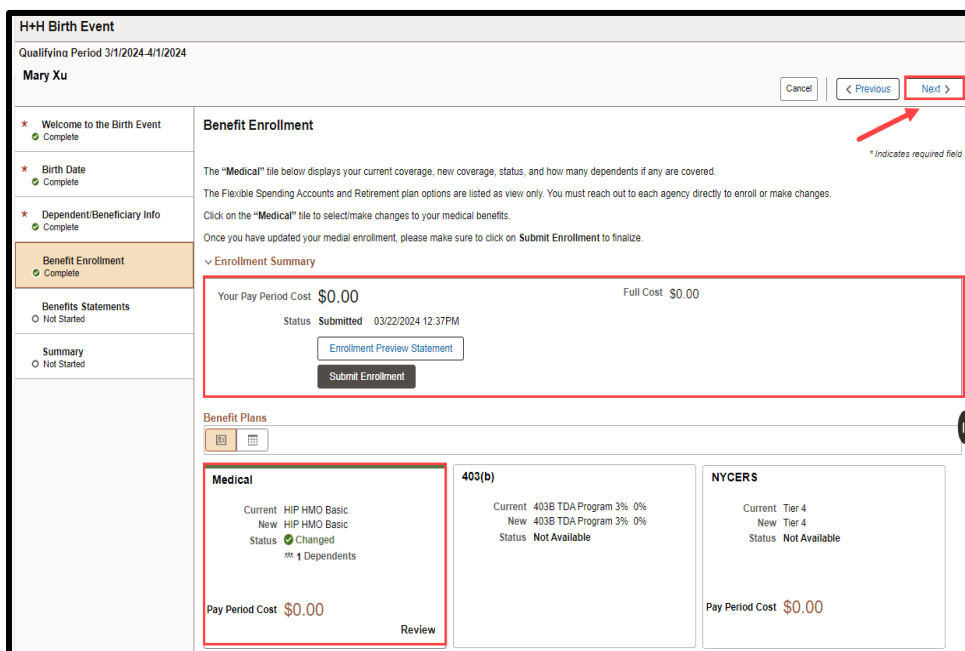 H+H Birth Event
Qualifying Period 3/1/2024-4/1/2024
Mary Xu
Cancel
Previous
Next
* Welcome to the Birth Event
Complete
* Birth Date
Complete
* Dependent/Beneficiary Info
Complete
Benefit Enrollment
Complete
Benefits Statements
Not Started
Summary
Not Started
Benefit Enrollment
* Indicates required field
The “Medical” tile below displays your current coverage, new coverage, status, and how many dependents if any are covered.
The Flexible Spending Accounts and Retirement plan options are listed as view only. You must reach out to each agency directly to enroll or make changes.
Click on the “Medical” tile to select/make changes to your medical benefits.
Once you have updated your medial enrollment, please make sure to click on Submit Enrollment to finalize.
Enrollment Summary
Your Pay Period Cost $0.00
Full Cost $0.00
Status Submitted 03/22/2024 12:37PM
Enrollment Preview Statement
Submit Enrollment
Benefit Plans
Medical
Current HIP HMO Basic
New HIP HMO Basic
Status Changed
1 Dependents
Pay Period Cost $0.00
Review
403(b)
Current 403B TDA Program 3% 0%
New 403B TDA Program 3% 0%
Status Not Available
NYCERS
Current Tier 4
New Tier 4
Status Not Available
Pay Period Cost $0.00